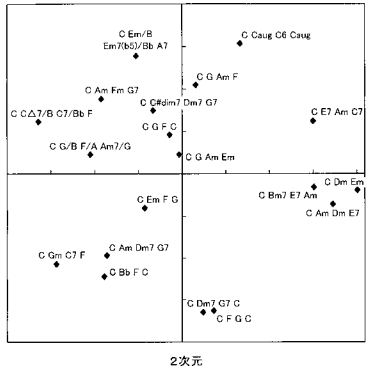 C Em/B
Em7(b5)/Bb A7
C Caug C6 Caug
C G Am F
C Am Fm G7
C C#dim7 Dm7 G7
C C△7/B C7/Bb F
C E7 Am C7
C G F C
C G/B F/A Am7/G
C G Am Em
C Dm Em
C Bm7 E7 Am
C Am Dm E7
C Em F G
C Am Dm7 G7
C Gm C7 F
C Bb F C
C Dm7 G7 C
C F G C
2次元